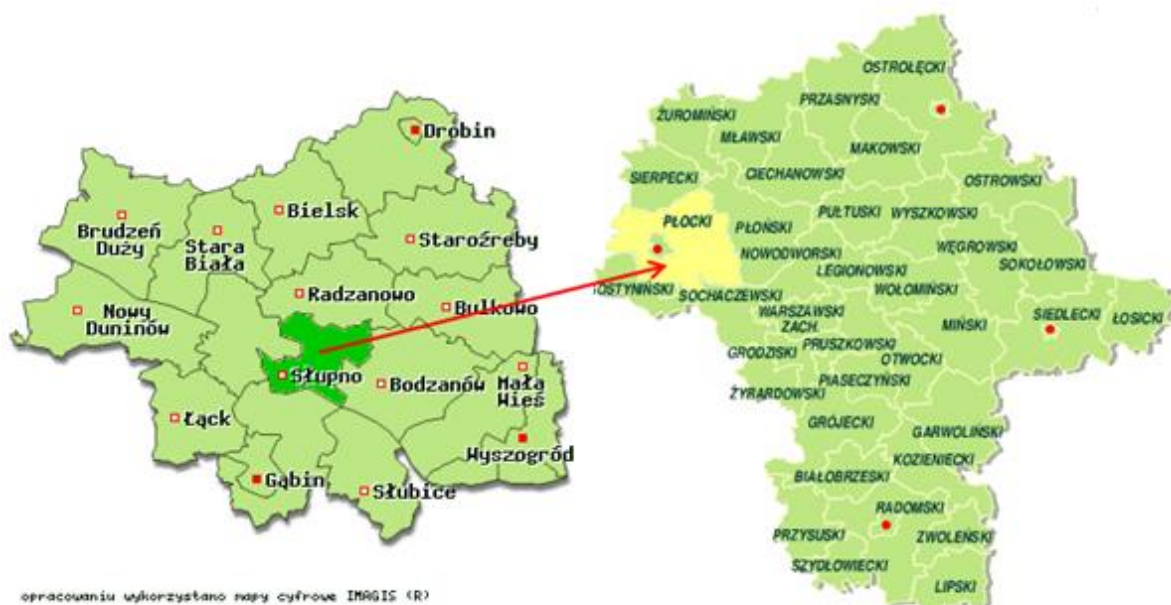 Drobin
Bielsk
Brudzeń
Duży
Stara
Biała
Staroźreby
Radzanowo
Bulkowo
Nowy
Duninów
Słupno
Bodzanów
Mała
Wieś
Łąck
Wyszogród
Gąbin
Słubice
opracowaniu wykorzystano mapy cyfrowe IMAGIS (R)
OSTROŁĘCKI
PRZASNYSKI
ŻUROMIŃSKI
MŁAWSKI
MAKOWSKI
SIERPECKI
CIECHANOWSKI
OSTROWSKI
PŁOCKI
PŁOŃSKI
PUŁTUSKI
WYSZKOWSKI
NOWODWORSKI
WĘGROWSKI
SOKOŁOWSKI
LEGIONOWSKI
OSTYNIŃSKI
SOCHACZEWSKI
WOŁOMIŃSKI
WARSZAWSKI
ZACH.
MIŃSKI
SIEDLECKI
ŁOSICKI
GRODZISKI
PRUSZKOWSKI
OTWOCKI
ŻYRARDOWSKI
PIASECZYŃSKI
GRÓJECKI
GARWOLIŃSKI
KOZIENICKI
BIAŁOBRZESKI
RADOMSKI
PRZYSUSKI
ZWOLEŃSKI
SZYDŁOWIECKI
LIPSKI